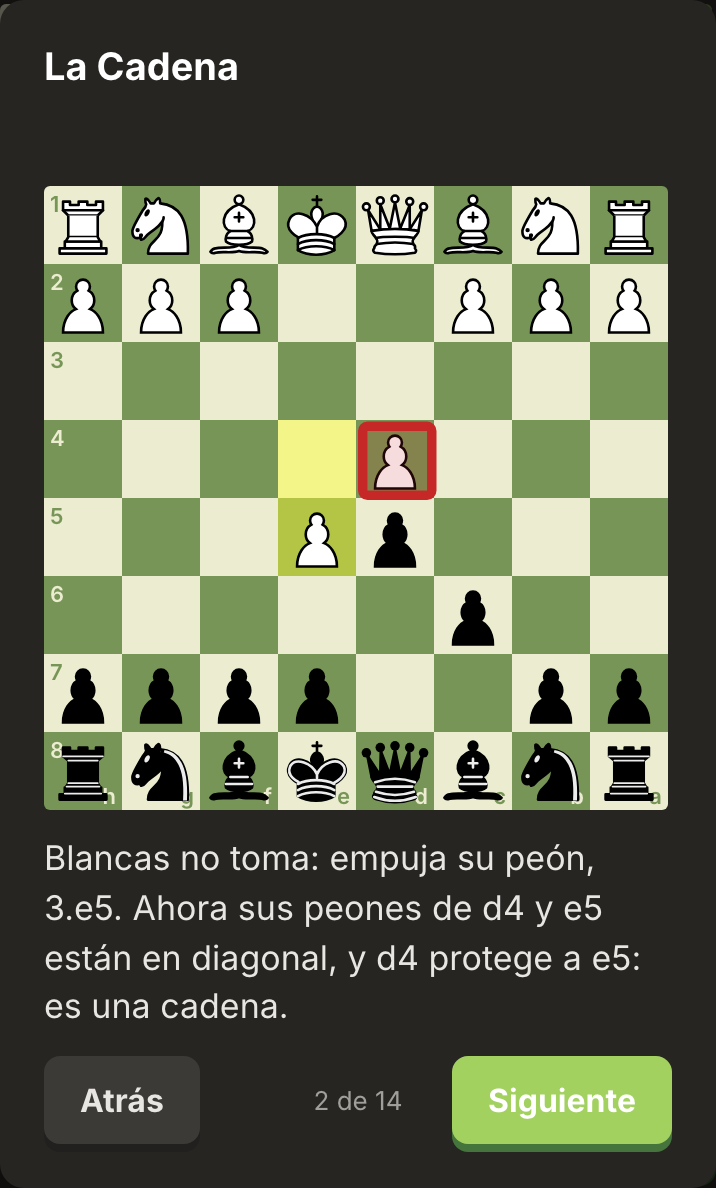 La Cadena
1
2
3
4
5
6
7
8
h g f e d c b a
Blancas no toma: empuja su peón,
3.e5. Ahora sus peones de d4 y e5
están en diagonal, y d4 protege a e5:
es una cadena.
Atrás
2 de 14
Siguiente